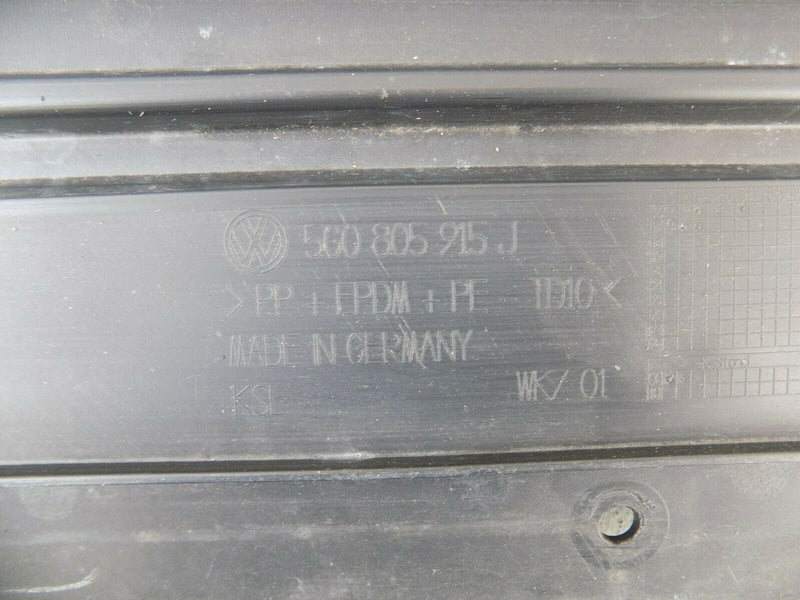 5G0 805 915 J
>PP + EPDM + PE - TD10<
MADE IN GERMANY
KSL WK/ 01